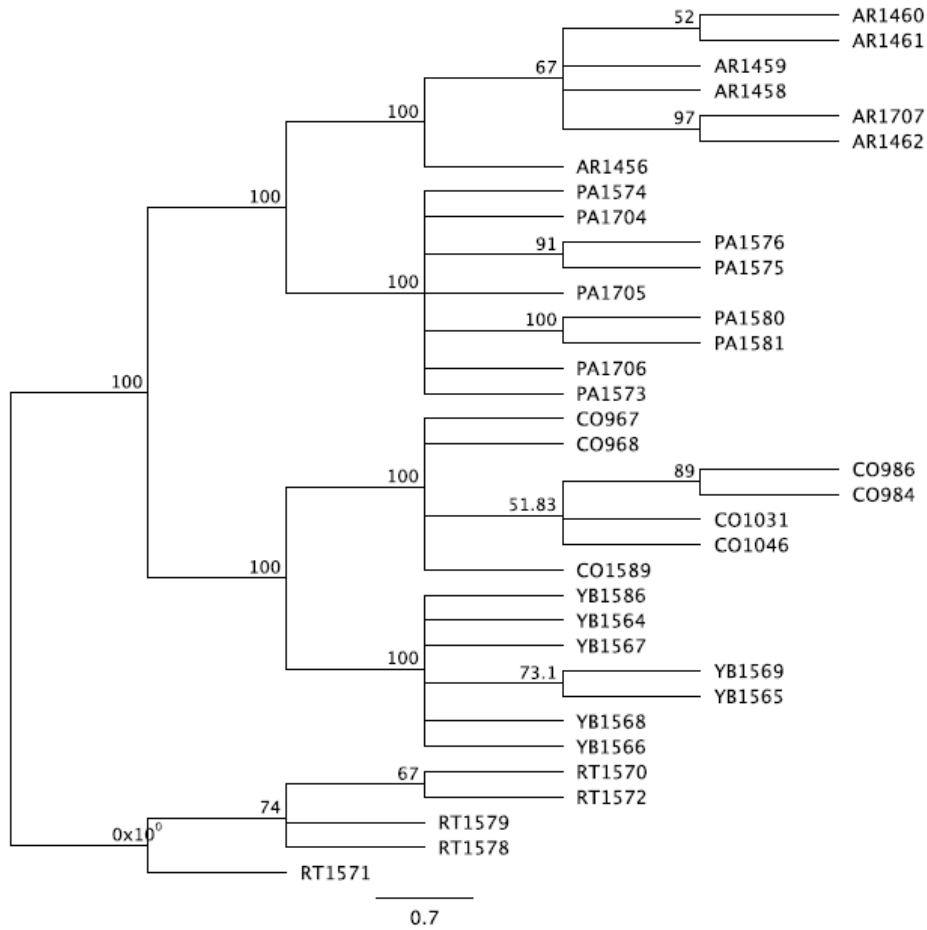 52
AR1460
AR1461
67
AR1459
AR1458
97
AR1707
AR1462
100
AR1456
100
PA1574
PA1704
91
PA1576
PA1575
100
PA1705
100
PA1580
PA1581
PA1706
PA1573
100
CO967
CO968
100
89
CO986
CO984
51.83
CO1031
CO1046
CO1589
100
YB1586
YB1564
YB1567
100
73.1
YB1569
YB1565
YB1568
YB1566
67
RT1570
RT1572
74
RT1579
0x10⁰
RT1578
RT1571
0.7